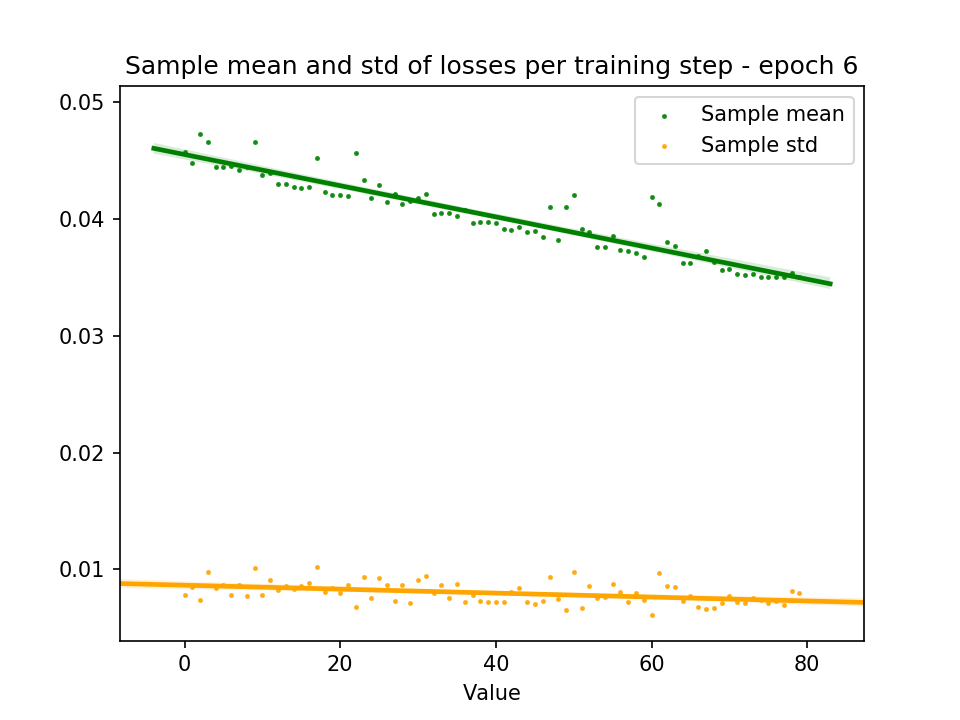 Sample mean and std of losses per training step - epoch 6
Sample mean
Sample std
0.05
0.04
0.03
0.02
0.01
0 20 40 60 80
Value